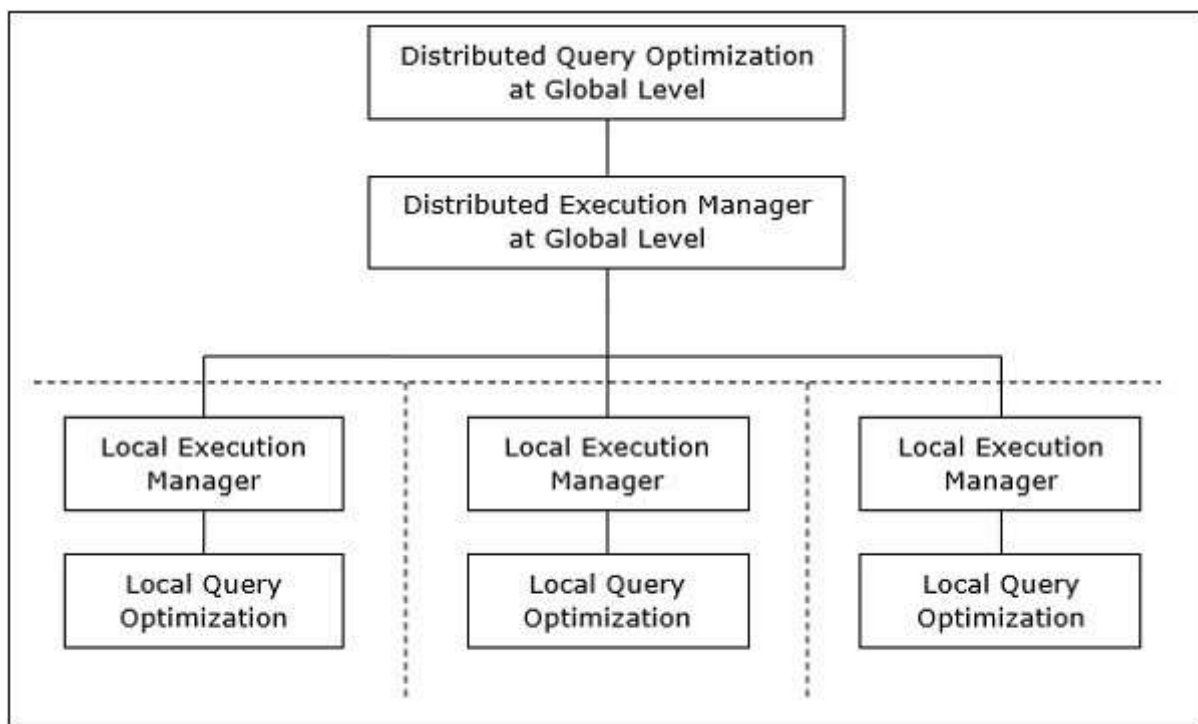 Distributed Query Optimization
at Global Level
Distributed Execution Manager
at Global Level
Local Execution
Manager
Local Execution
Manager
Local Execution
Manager
Local Query
Optimization
Local Query
Optimization
Local Query
Optimization